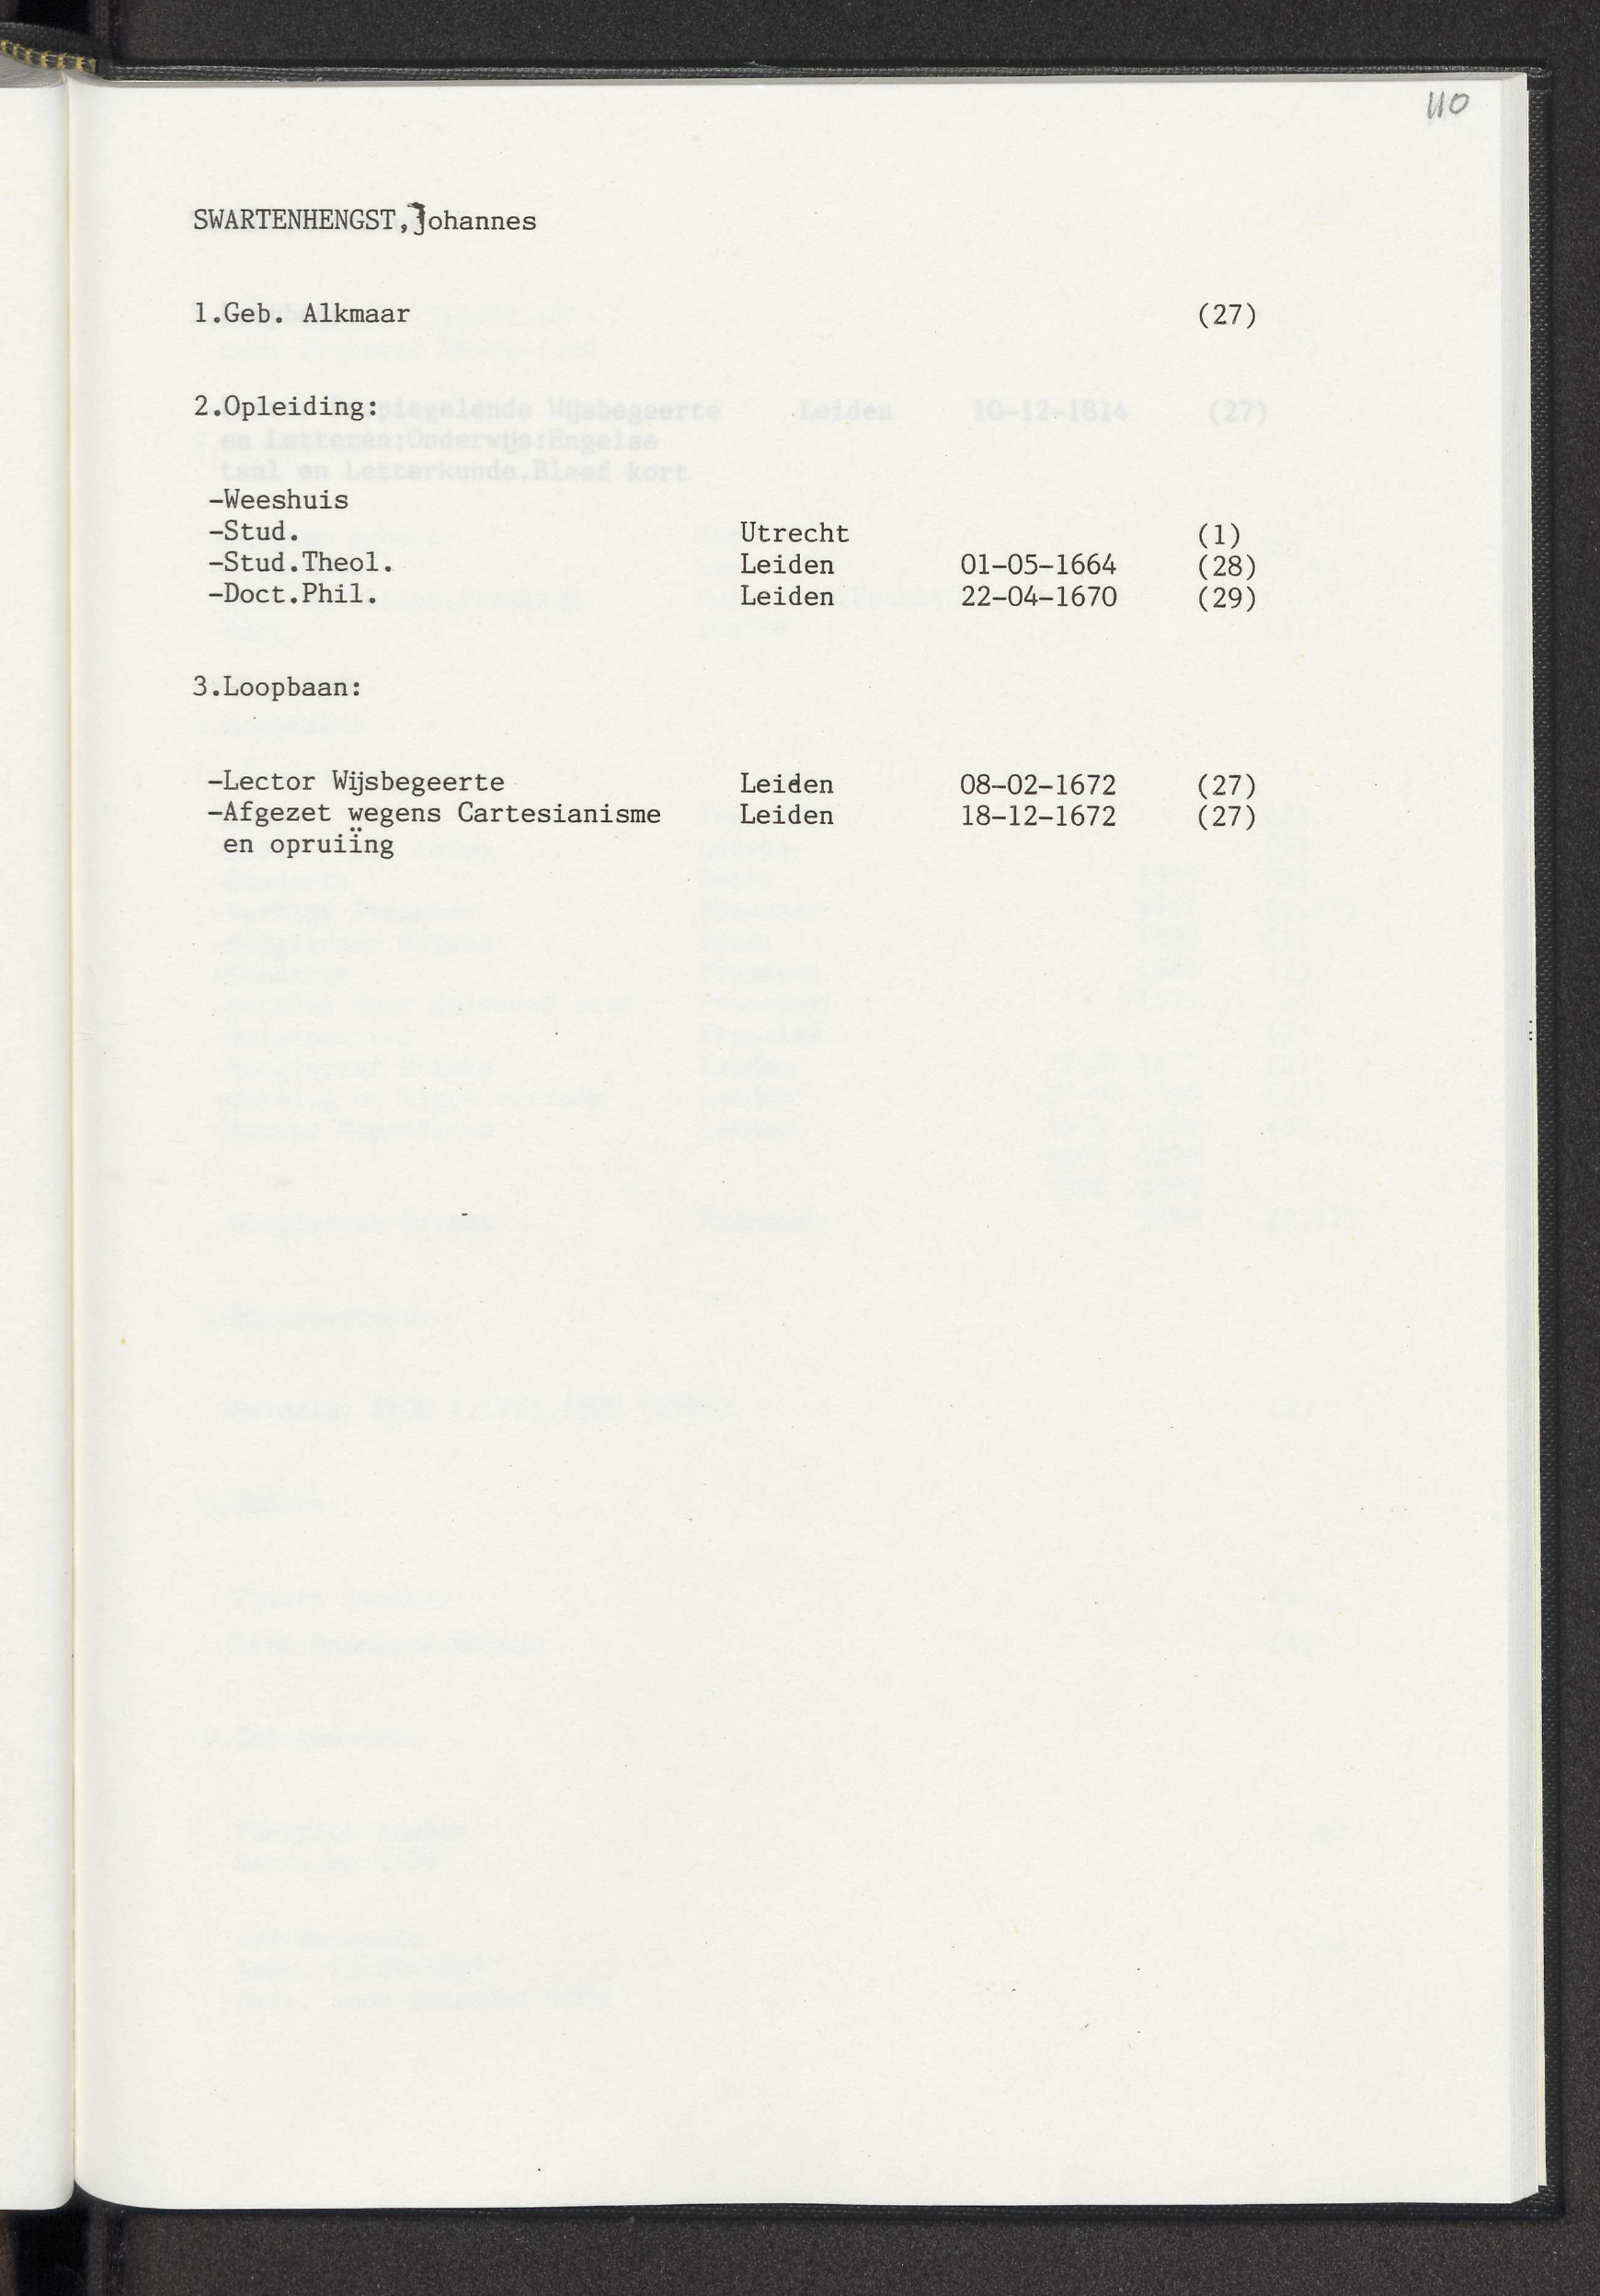 110
SWARTENHENGST, Johannes
1.Geb. Alkmaar (27)
2.Opleiding:
-Weeshuis
-Stud. Utrecht (1)
-Stud.Theol. Leiden 01-05-1664 (28)
-Doct.Phil. Leiden 22-04-1670 (29)
3.Loopbaan:
-Lector Wijsbegeerte Leiden 08-02-1672 (27)
-Afgezet wegens Cartesianisme Leiden 18-12-1672 (27)
en opruiïng